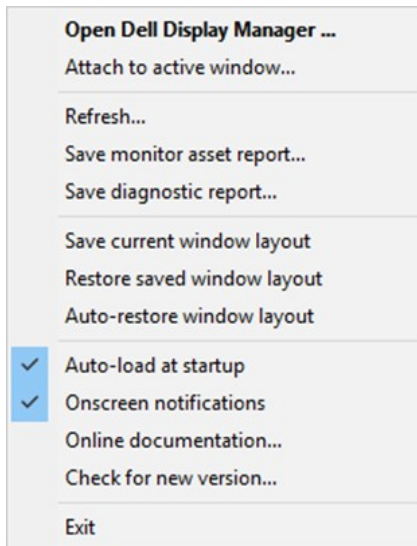 Open Dell Display Manager ...
Attach to active window...
Refresh...
Save monitor asset report...
Save diagnostic report...
Save current window layout
Restore saved window layout
Auto-restore window layout
Auto-load at startup
Onscreen notifications
Online documentation...
Check for new version...
Exit